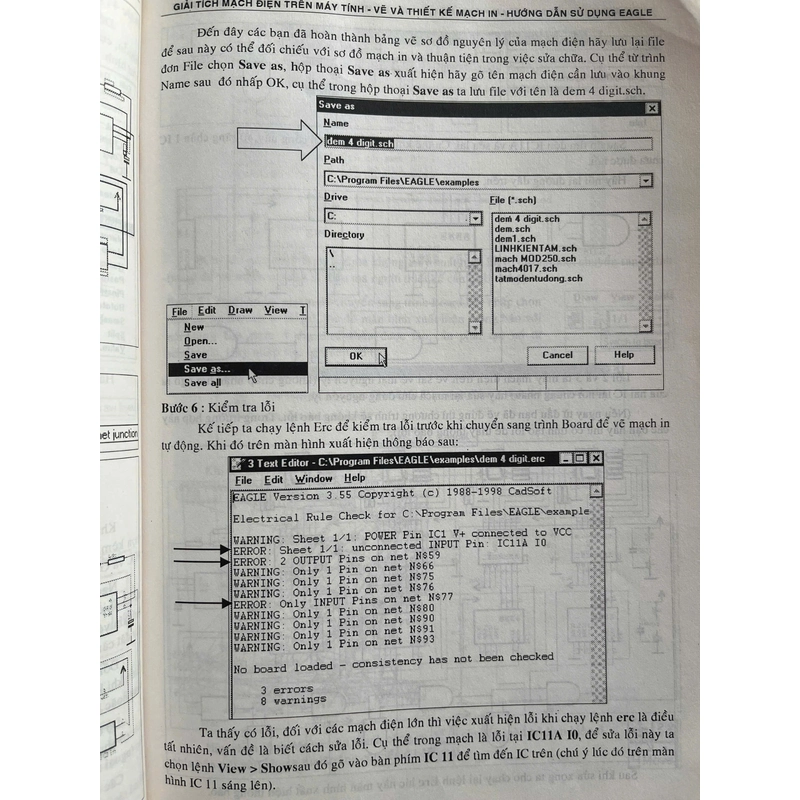 GIẢI TÍCH MẠCH ĐIỆN TRÊN MÁY TÍNH - VẼ VÀ THIẾT KẾ MẠCH IN - HƯỚNG DẪN SỬ DỤNG EAGLE
Đến đây các bạn đã hoàn thành bảng vẽ sơ đồ nguyên lý của mạch điện hãy lưu lại file
để sau này có thể đối chiếu với sơ đồ mạch in và thuận tiện trong việc sửa chữa. Cụ thể từ trình
đơn File chọn Save as, hộp thoại Save as xuất hiện hãy gõ tên mạch điện cần lưu vào khung
Name sau đó nhấp OK, cụ thể trong hộp thoại Save as ta lưu file với tên là dem 4 digit.sch.
Save as
Name
dem 4 digit.sch
Path
C:\Program Files\EAGLE\examples
Drive
C:
Directory
\
..
File (*.sch)
dem 4 digit.sch
dem.sch
dem1.sch
LINHKIENTAM.sch
mach MOD250.sch
mach4017.sch
tatmodentudong.sch
OK
Cancel
Help
File Edit Draw View T
New
Open...
Save
Save as...
Save all
Bước 6 : Kiểm tra lỗi
Kế tiếp ta chạy lệnh Erc để kiểm tra lỗi trước khi chuyển sang trình Board để vẽ mạch in
tự động. Khi đó trên màn hình xuất hiện thông báo sau:
3 Text Editor - C:\Program Files\EAGLE\examples\dem 4 digit.erc
File Edit Window Help
EAGLE Version 3.55 Copyright (c) 1988-1998 CadSoft
Electrical Rule Check for C:\Program Files\EAGLE\example
WARNING: Sheet 1/1: POWER Pin IC1 V+ connected to VCC
ERROR: Sheet 1/1: unconnected INPUT Pin: IC11A I0
ERROR: 2 OUTPUT Pins on net N$59
WARNING: Only 1 Pin on net N$66
WARNING: Only 1 Pin on net N$75
WARNING: Only 1 Pin on net N$76
ERROR: Only INPUT Pins on net N$77
WARNING: Only 1 Pin on net N$80
WARNING: Only 1 Pin on net N$90
WARNING: Only 1 Pin on net N$91
WARNING: Only 1 Pin on net N$93
No board loaded - consistency has not been checked
3 errors
8 warnings
Ta thấy có lỗi, đối với các mạch điện lớn thì việc xuất hiện lỗi khi chạy lệnh erc là điều
tất nhiên, vấn đề là biết cách sửa lỗi. Cụ thể trong mạch là lỗi tại IC11A I0, để sửa lỗi này ta
chọn lệnh View > Showsau đó gõ vào bàn phím IC 11 để tìm đến IC trên (chú ý lúc dó trên màn
hình IC 11 sáng lên).
et junction